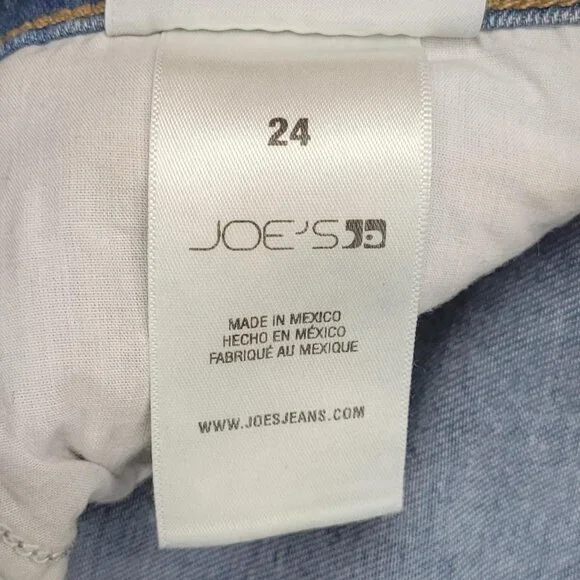 24
JOE'S
MADE IN MEXICO
HECHO EN MÉXICO
FABRIQUÉ AU MEXIQUE
WWW.JOESJEANS.COM